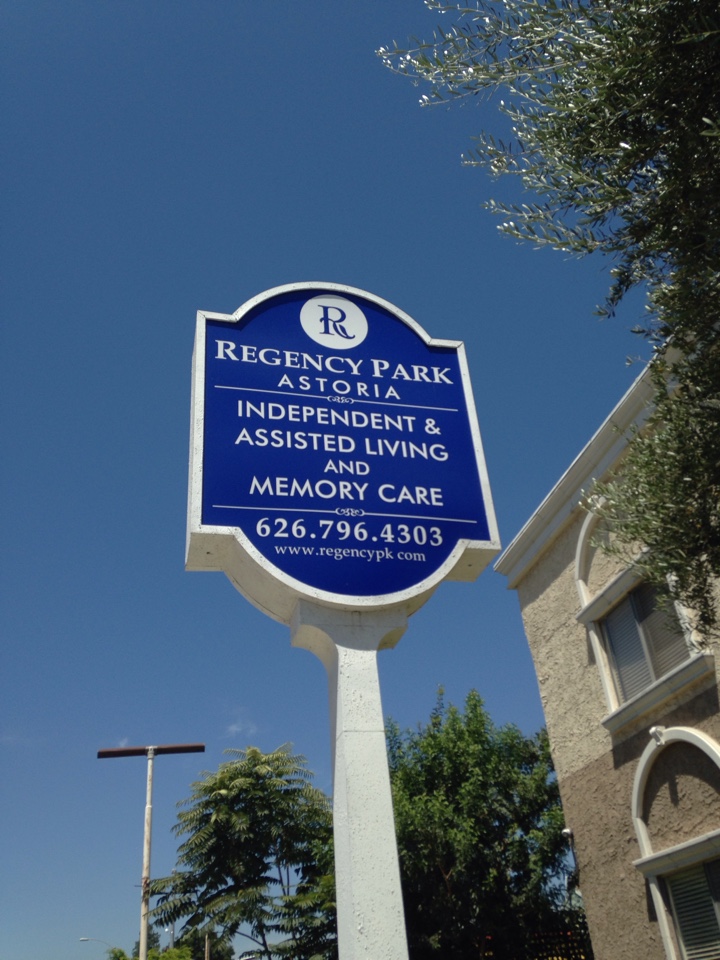 R
REGENCY PARK
ASTORIA
INDEPENDENT &
ASSISTED LIVING
AND
MEMORY CARE
626.796.4303
www.regencypk com